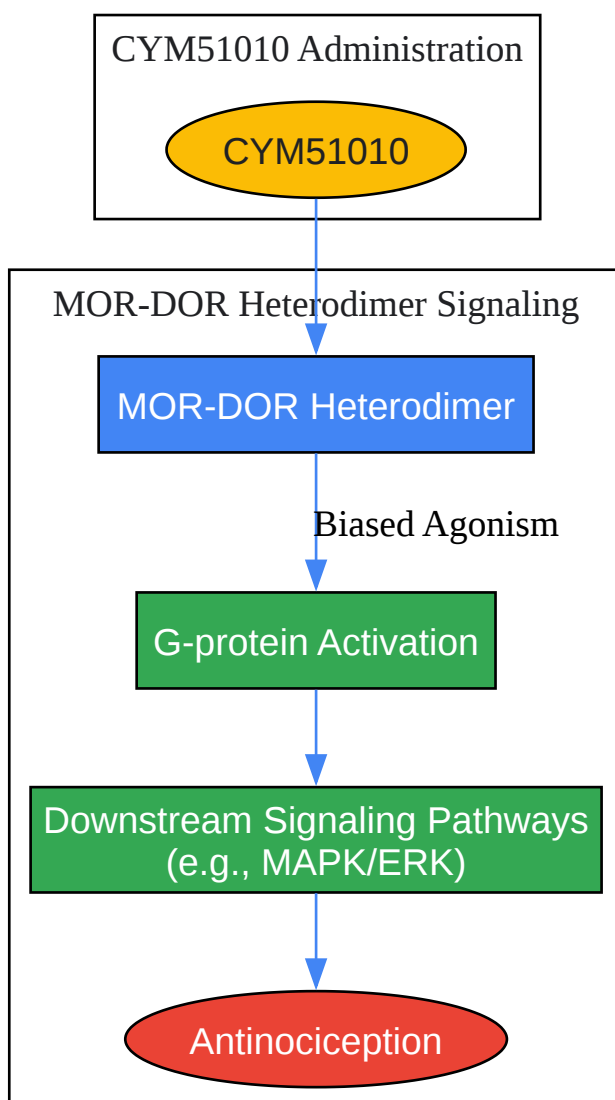 CYM51010 Administration
CYM51010
MOR-DOR Heterodimer Signaling
MOR-DOR Heterodimer
Biased Agonism
G-protein Activation
Downstream Signaling Pathways
(e.g., MAPK/ERK)
Antinociception